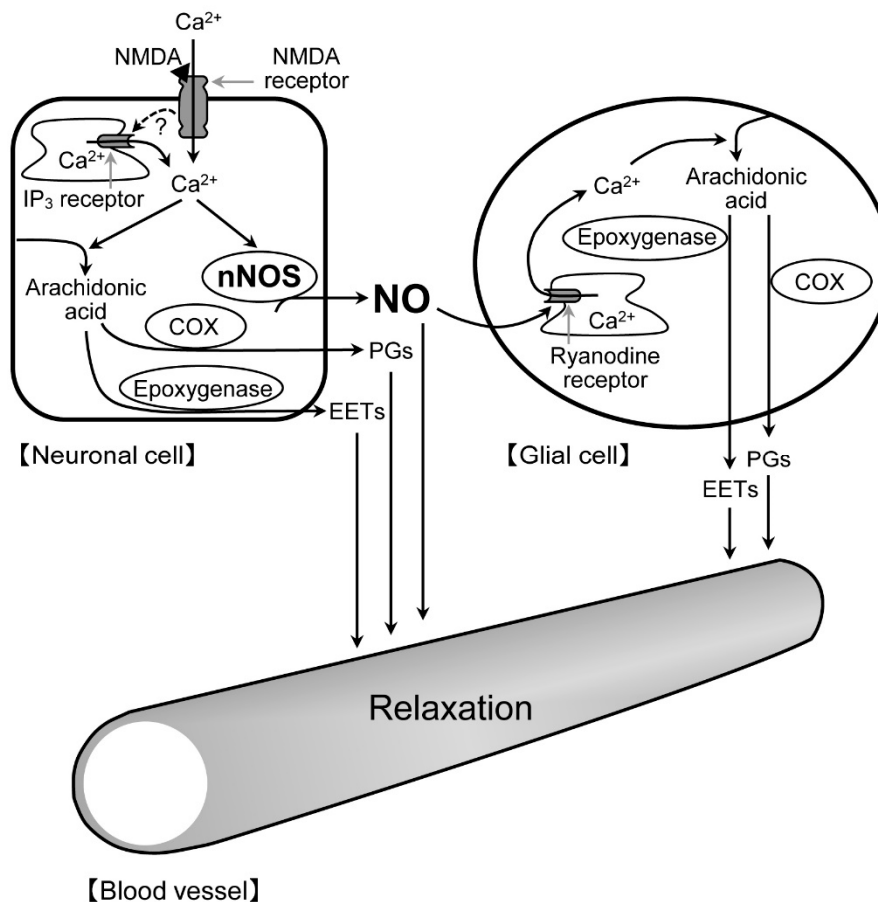 Ca²⁺
NMDA
NMDA
receptor
?
Ca²⁺
IP₃ receptor
Ca²⁺
nNOS
Arachidonic
acid
COX
Epoxygenase
NO
PGs
EETs
【Neuronal cell】
Ca²⁺
Arachidonic
acid
Epoxygenase
COX
Ca²⁺
Ryanodine
receptor
【Glial cell】
PGs
EETs
Relaxation
【Blood vessel】